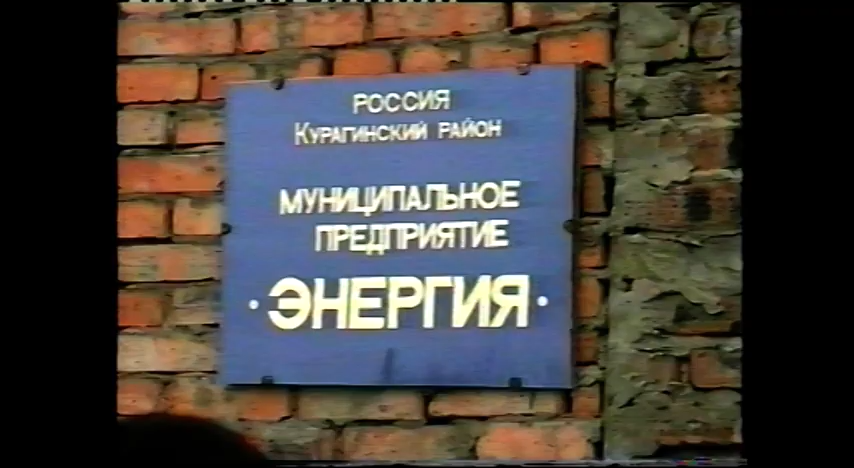 РОССИЯ
КУРАГИНСКИЙ РАЙОН
МУНИЦИПАЛЬНОЕ
ПРЕДПРИЯТИЕ
·ЭНЕРГИЯ·